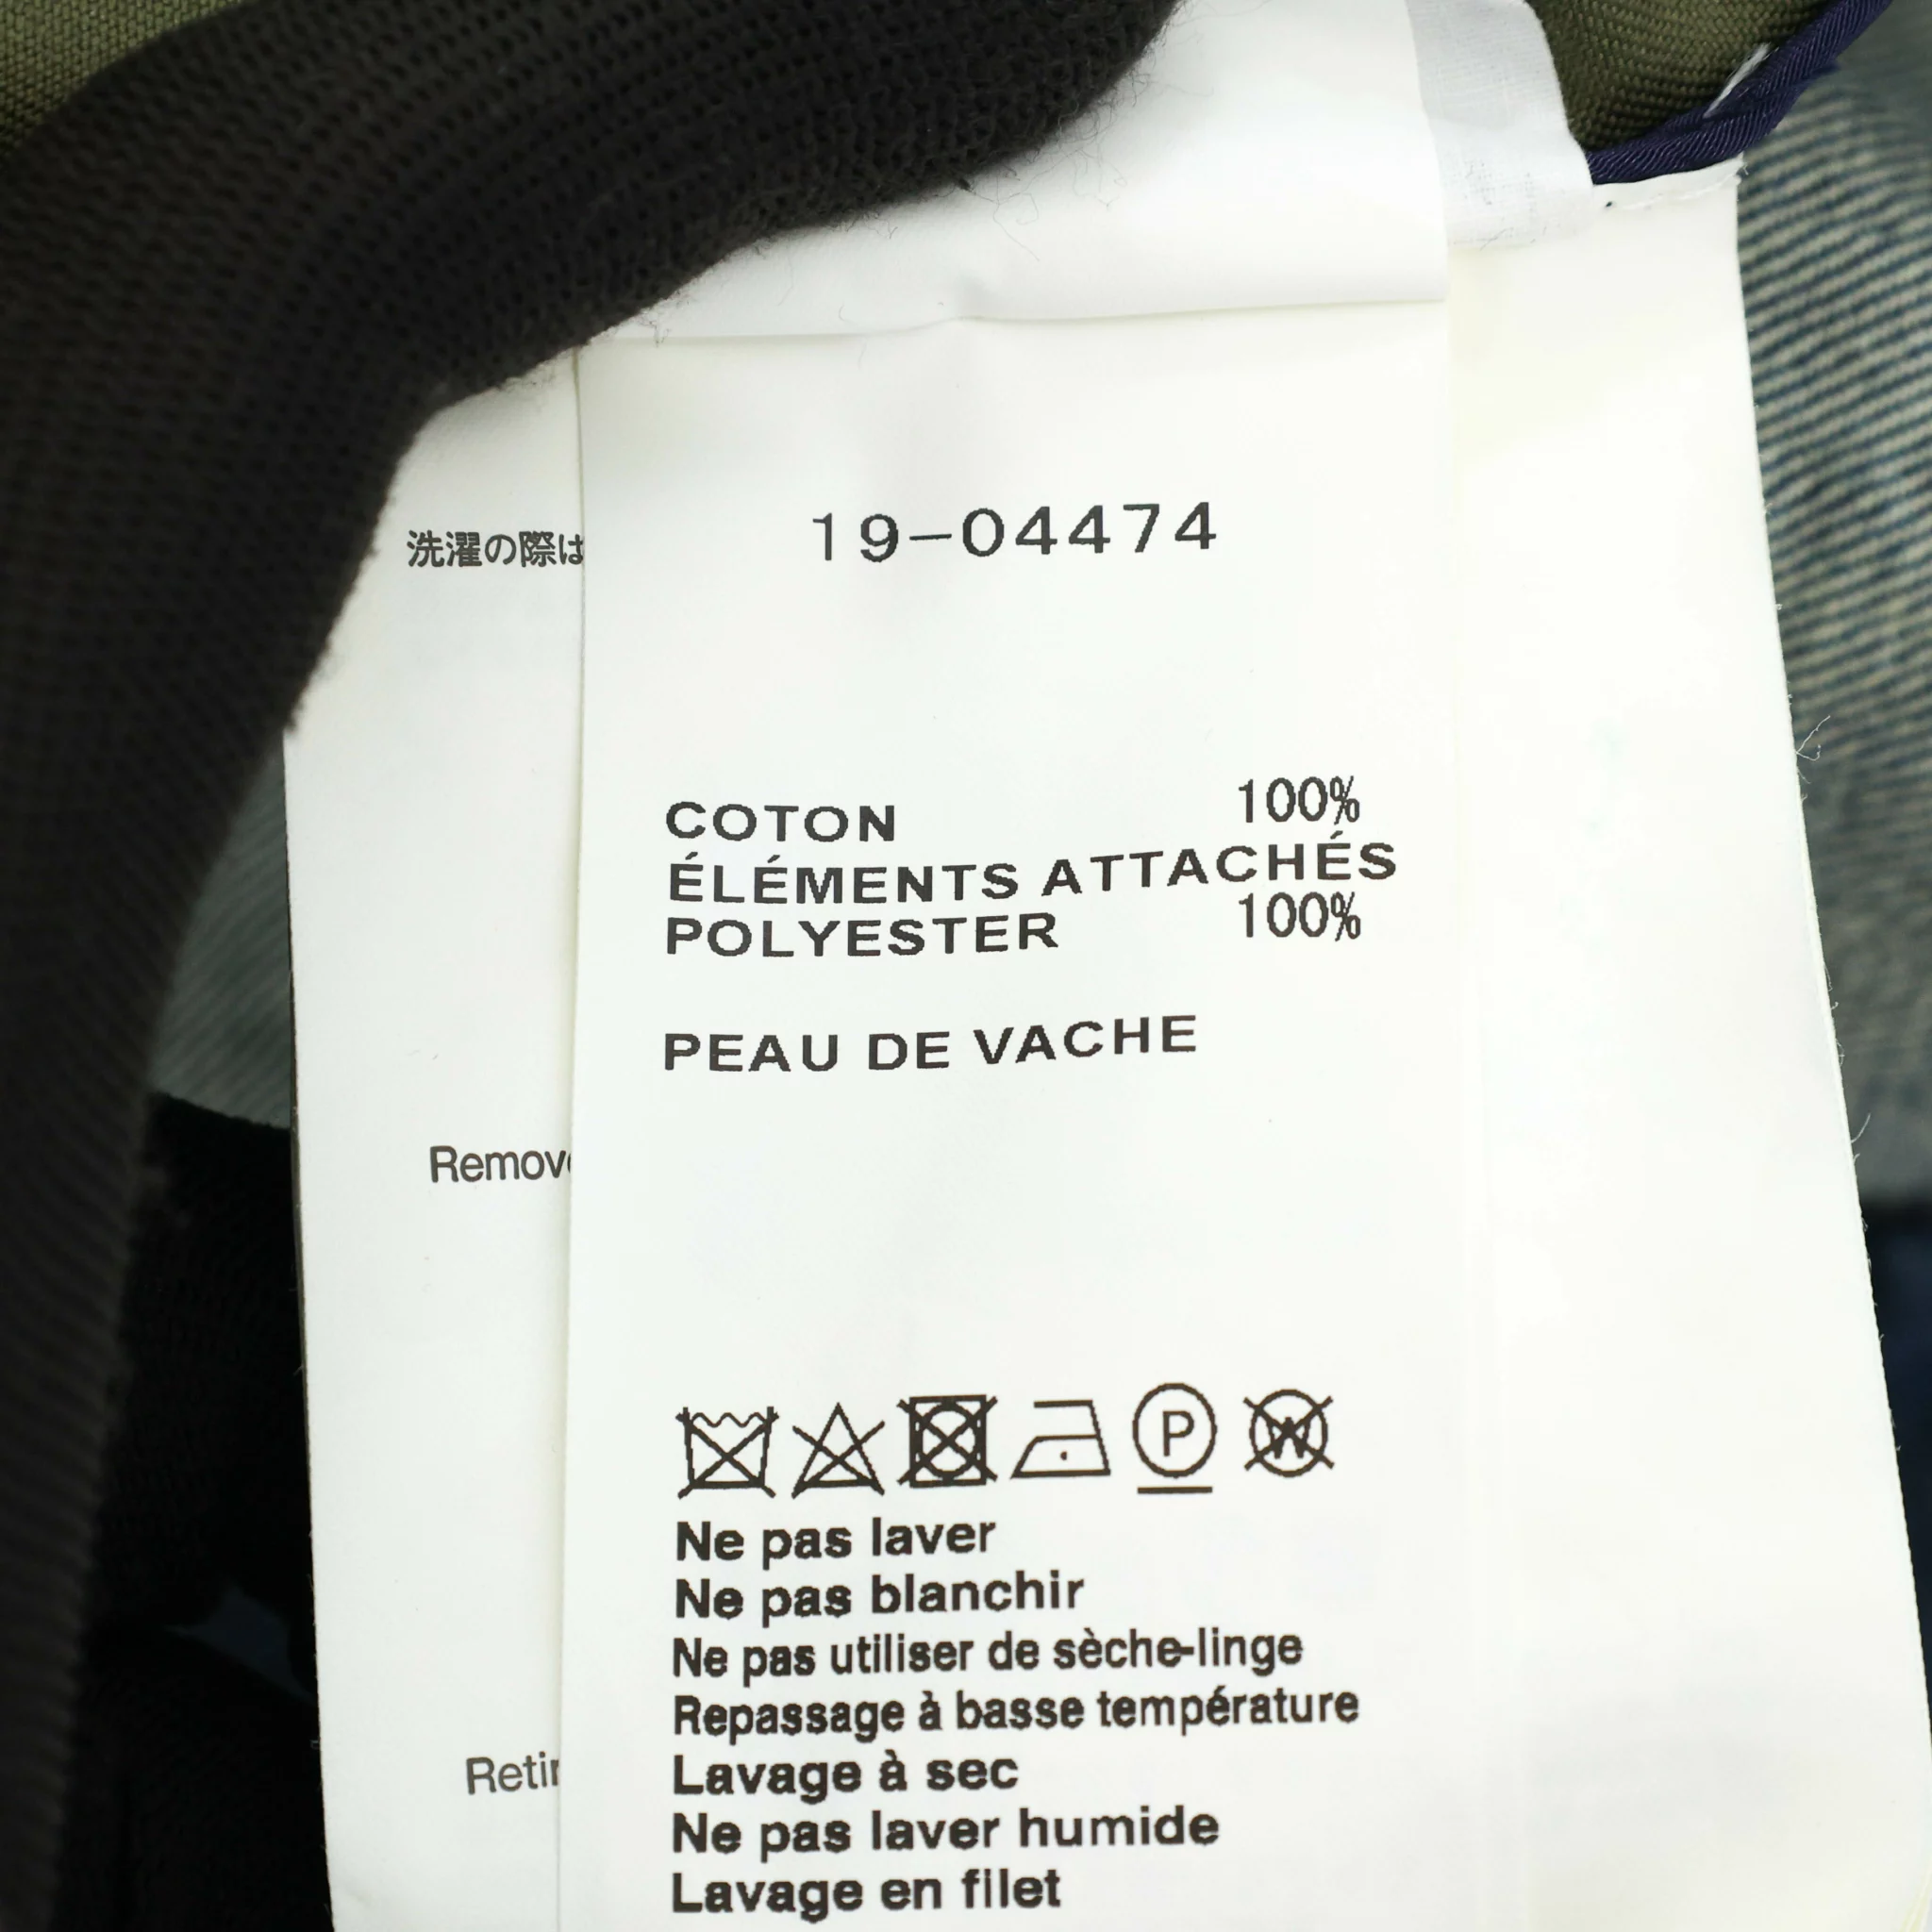 19-04474
洗濯の際は
COTON 100%
ÉLÉMENTS ATTACHÉS
POLYESTER 100%
PEAU DE VACHE
P
W
Ne pas laver
Ne pas blanchir
Ne pas utiliser de sèche-linge
Repassage à basse température
Lavage à sec
Ne pas laver humide
Lavage en filet